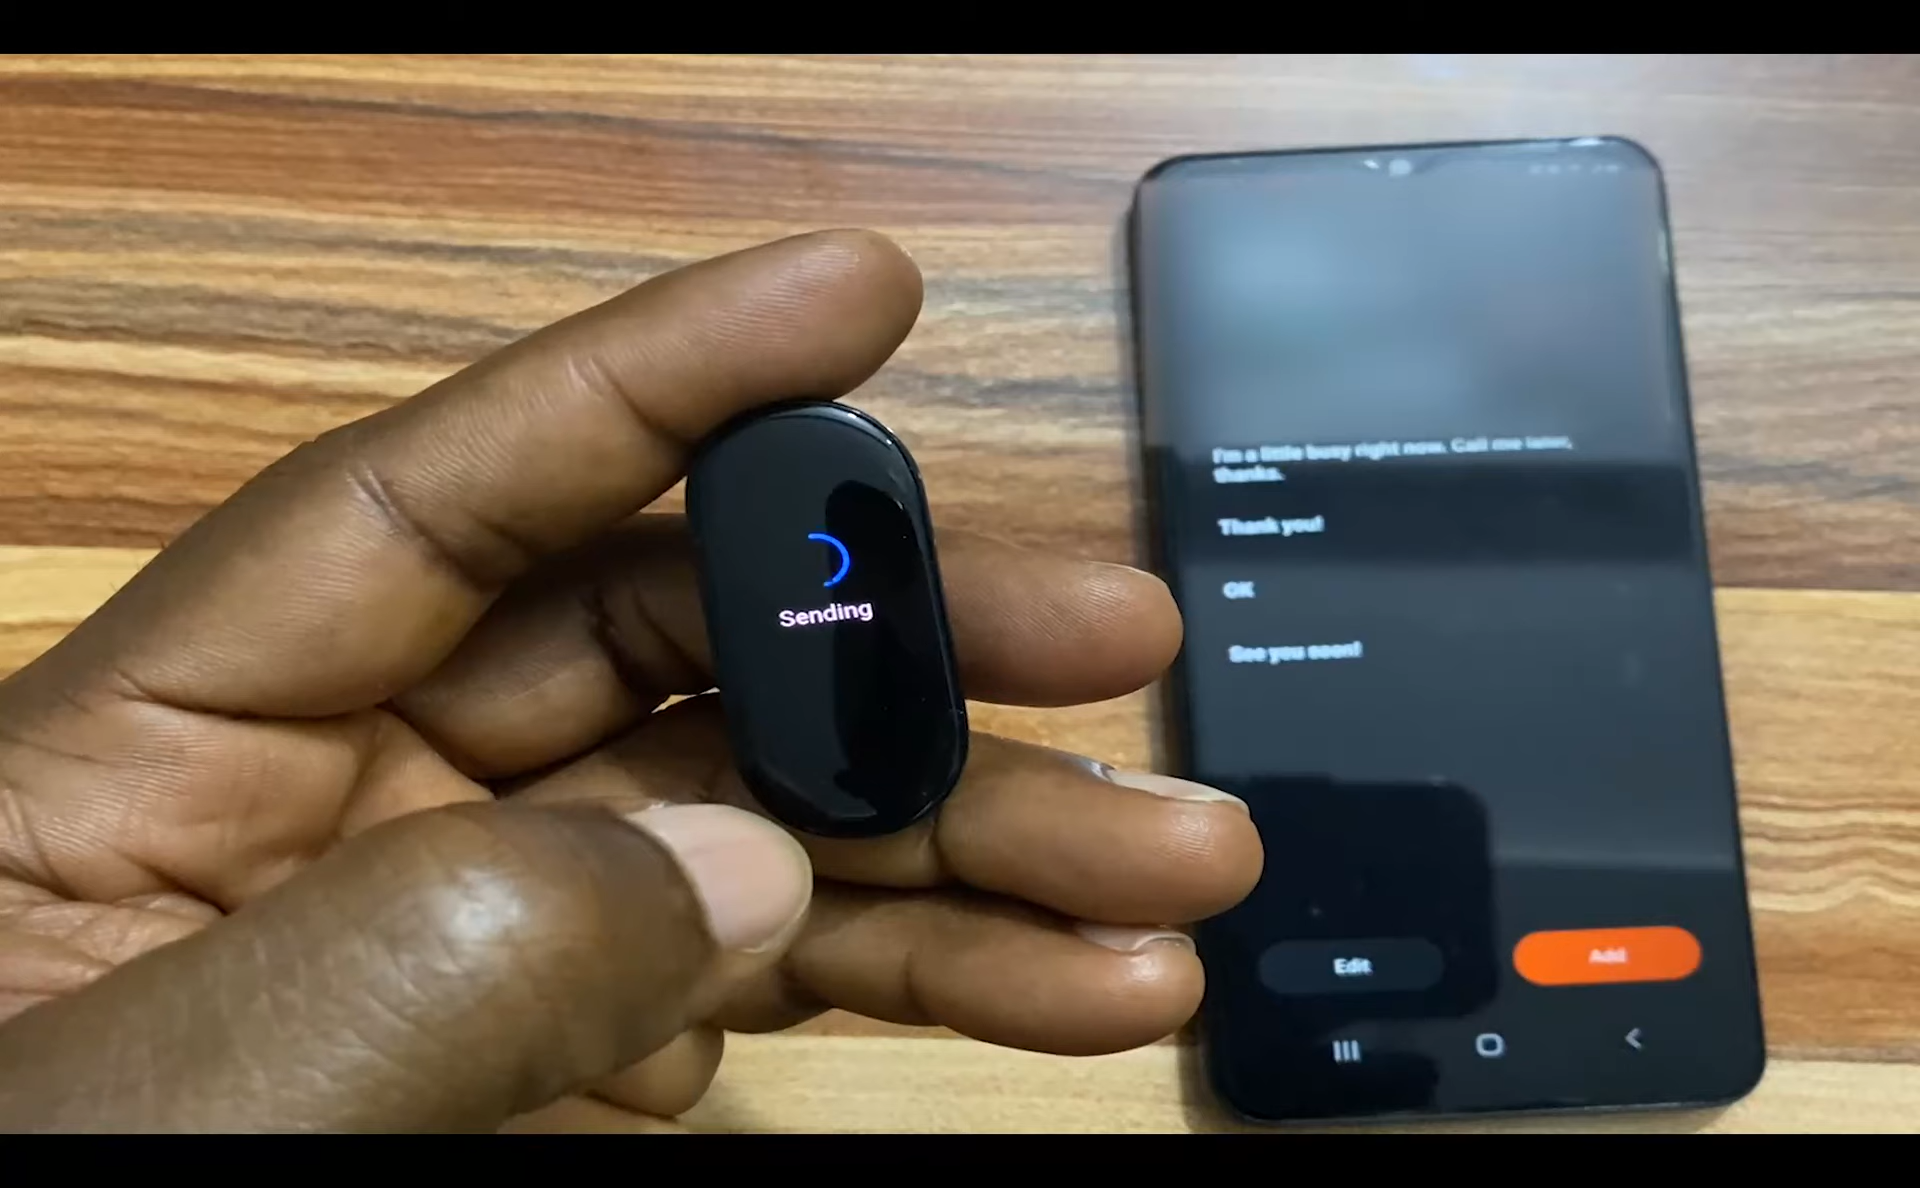 Sending
I'm a little busy right now. Call me later,
thanks.
Thank you!
OK
See you soon!
Edit
Add